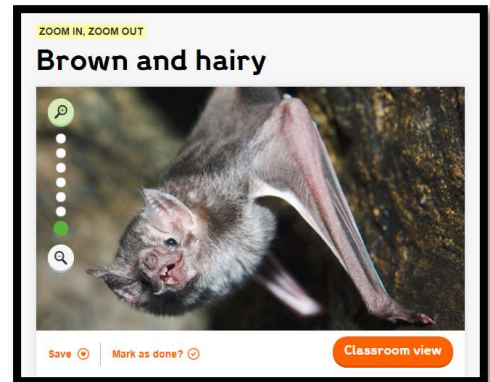 ZOOM IN, ZOOM OUT
Brown and hairy
Save
Mark as done?
Classroom view